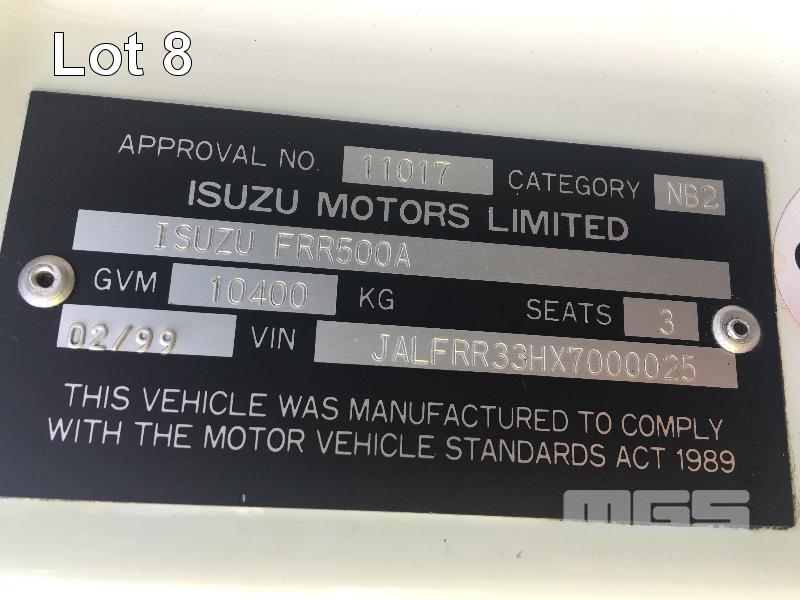 Lot 8
APPROVAL NO. 11017 CATEGORY NB2
ISUZU MOTORS LIMITED
ISUZU FRR500A
GVM 10400 KG SEATS 3
02/99 VIN JALFRR33HX7000025
THIS VEHICLE WAS MANUFACTURED TO COMPLY
WITH THE MOTOR VEHICLE STANDARDS ACT 1989
MGS